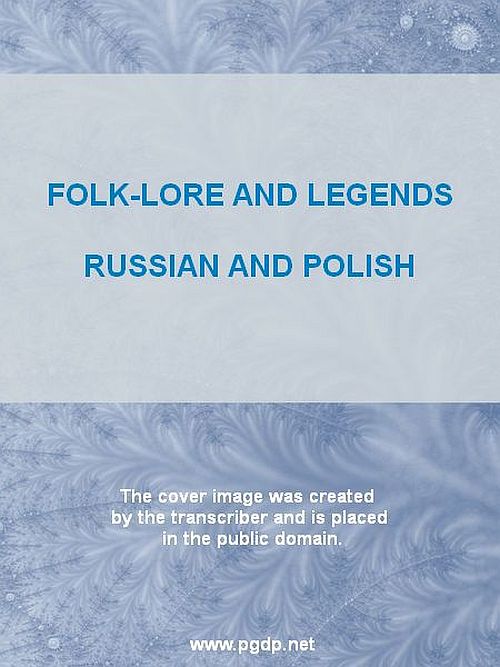 FOLK-LORE AND LEGENDS
RUSSIAN AND POLISH
The cover image was created
by the transcriber and is placed
in the public domain.
www.pgdp.net